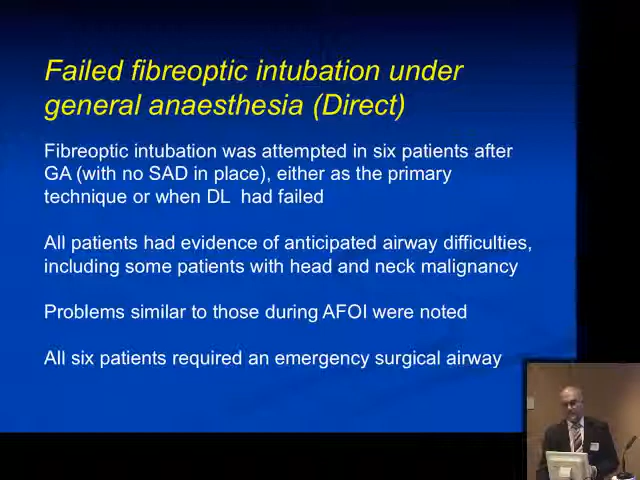 Failed fibreoptic intubation under
general anaesthesia (Direct)
Fibreoptic intubation was attempted in six patients after
GA (with no SAD in place), either as the primary
technique or when DL had failed
All patients had evidence of anticipated airway difficulties,
including some patients with head and neck malignancy
Problems similar to those during AFOI were noted
All six patients required an emergency surgical airway